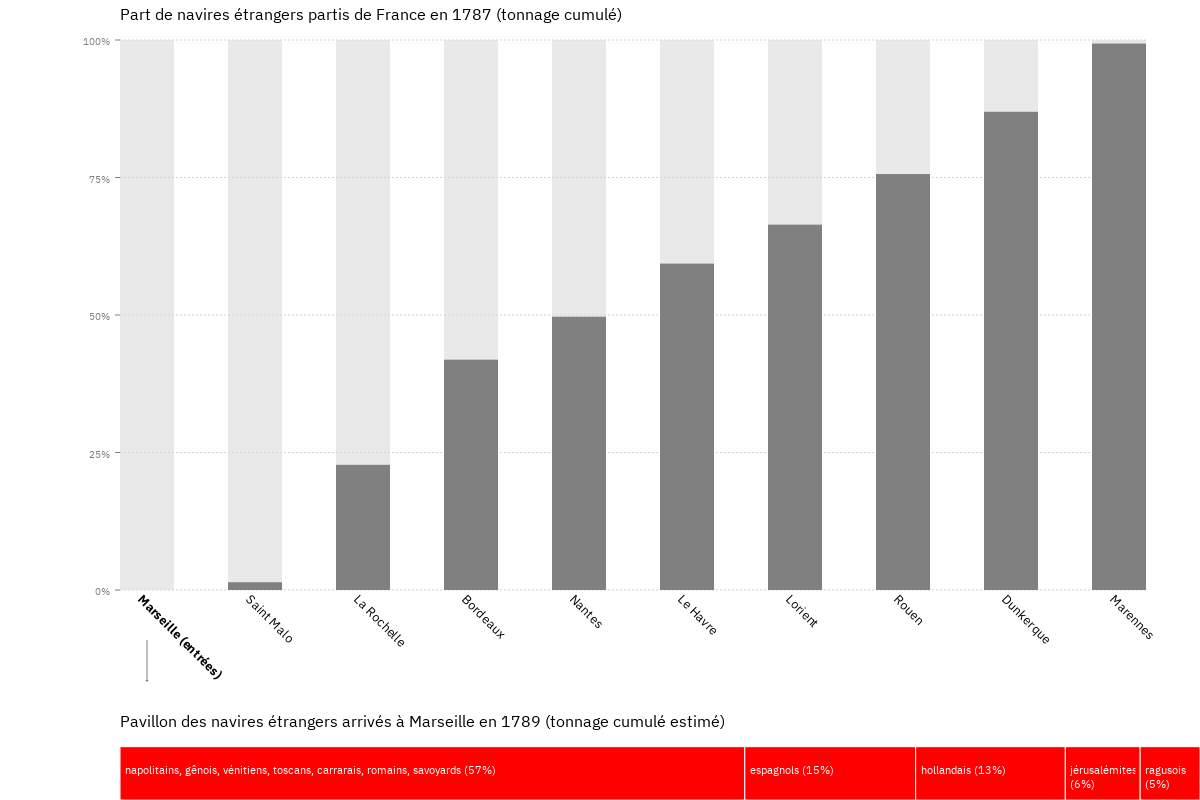 Part de navires étrangers partis de France en 1787 (tonnage cumulé)
100%
75%
50%
25%
0%
Marseille (entrées)
Saint Malo
La Rochelle
Bordeaux
Nantes
Le Havre
Lorient
Rouen
Dunkerque
Marennes
Pavillon des navires étrangers arrivés à Marseille en 1789 (tonnage cumulé estimé)
napolitains, gênois, vénitiens, toscans, carrarais, romains, savoyards (57%)
espagnols (15%)
hollandais (13%)
jérusalémites
(6%)
ragusois
(5%)